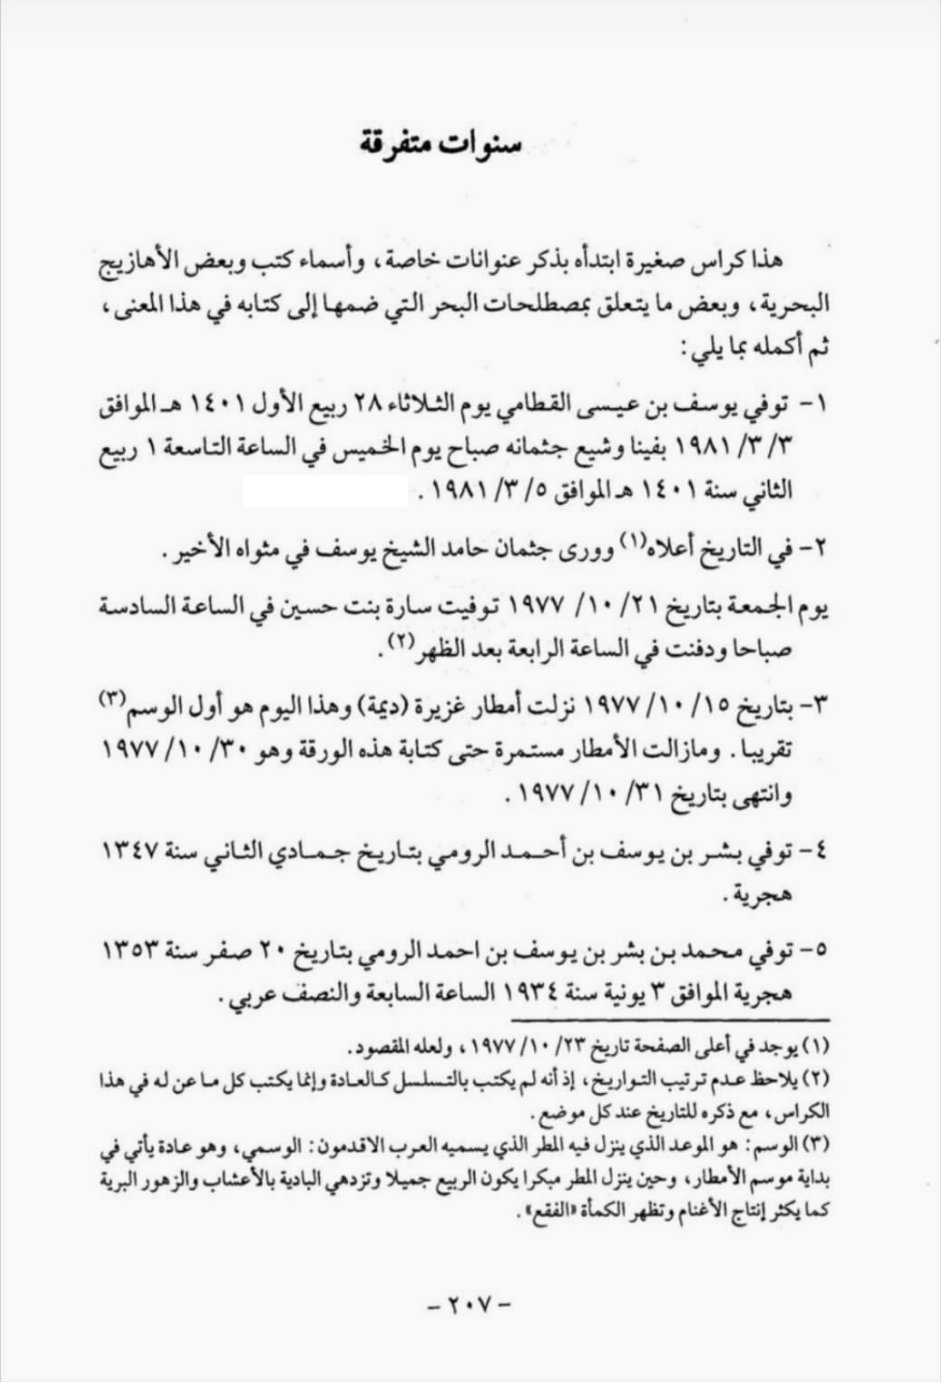 سنوات متفرقة
هذا كراس صغيرة ابتدأه بذكر عنوانات خاصة، وأسماء كتب وبعض الأهازيج
البحرية، وبعض ما يتعلق بمصطلحات البحر التي ضمها إلى كتابه في هذا المعنى،
ثم أكمله بما يلي:
١- توفي يوسف بن عيسى القطامي يوم الثلاثاء ٢٨ ربيع الأول ١٤٠١ هـ الموافق
٣/ ٣/ ١٩٨١ بفينا وشيع جثمانه صباح يوم الخميس في الساعة التاسعة ١ ربيع
الثاني سنة ١٤٠١ هـ الموافق ٥/ ٣/ ١٩٨١.
٢- في التاريخ أعلاه(١) وورى جثمان حامد الشيخ يوسف في مثواه الأخير.
يوم الجمعة بتاريخ ٢١/ ١٠/ ١٩٧٧ توفيت سارة بنت حسين في الساعة السادسة
صباحا ودفنت في الساعة الرابعة بعد الظهر(٢).
٣- بتاريخ ١٥/ ١٠/ ١٩٧٧ نزلت أمطار غزيرة (ديمة) وهذا اليوم هو أول الوسم(٣)
تقريبا. ومازالت الأمطار مستمرة حتى كتابة هذه الورقة وهو ٣٠/ ١٠/ ١٩٧٧
وانتهى بتاريخ ٣١/ ١٠/ ١٩٧٧.
٤- توفي بشر بن يوسف بن أحمد الرومي بتاريخ جمادي الثاني سنة ١٣٤٧
هجرية.
٥- توفي محمد بن بشر بن يوسف بن احمد الرومي بتاريخ ٢٠ صفر سنة ١٣٥٣
هجرية الموافق ٣ يونية سنة ١٩٣٤ الساعة السابعة والنصف عربي.
(١) يوجد في أعلى الصفحة تاريخ ٢٣/ ١٠/ ١٩٧٧، ولعله المقصود.
(٢) يلاحظ عدم ترتيب التواريخ، إذ أنه لم يكتب بالتسلسل كالعادة وإنما يكتب كل ما عن له في هذا
الكراس، مع ذكره للتاريخ عند كل موضع.
(٣) الوسم: هو الموعد الذي ينزل فيه المطر الذي يسميه العرب الاقدمون: الوسمي، وهو عادة يأتي في
بداية موسم الأمطار، وحين ينزل المطر مبكرا يكون الربيع جميلا وتزدهي البادية بالأعشاب والزهور البرية
كما يكثر إنتاج الأغنام وتظهر الكمأة «الفقع».
- ٢٠٧ -